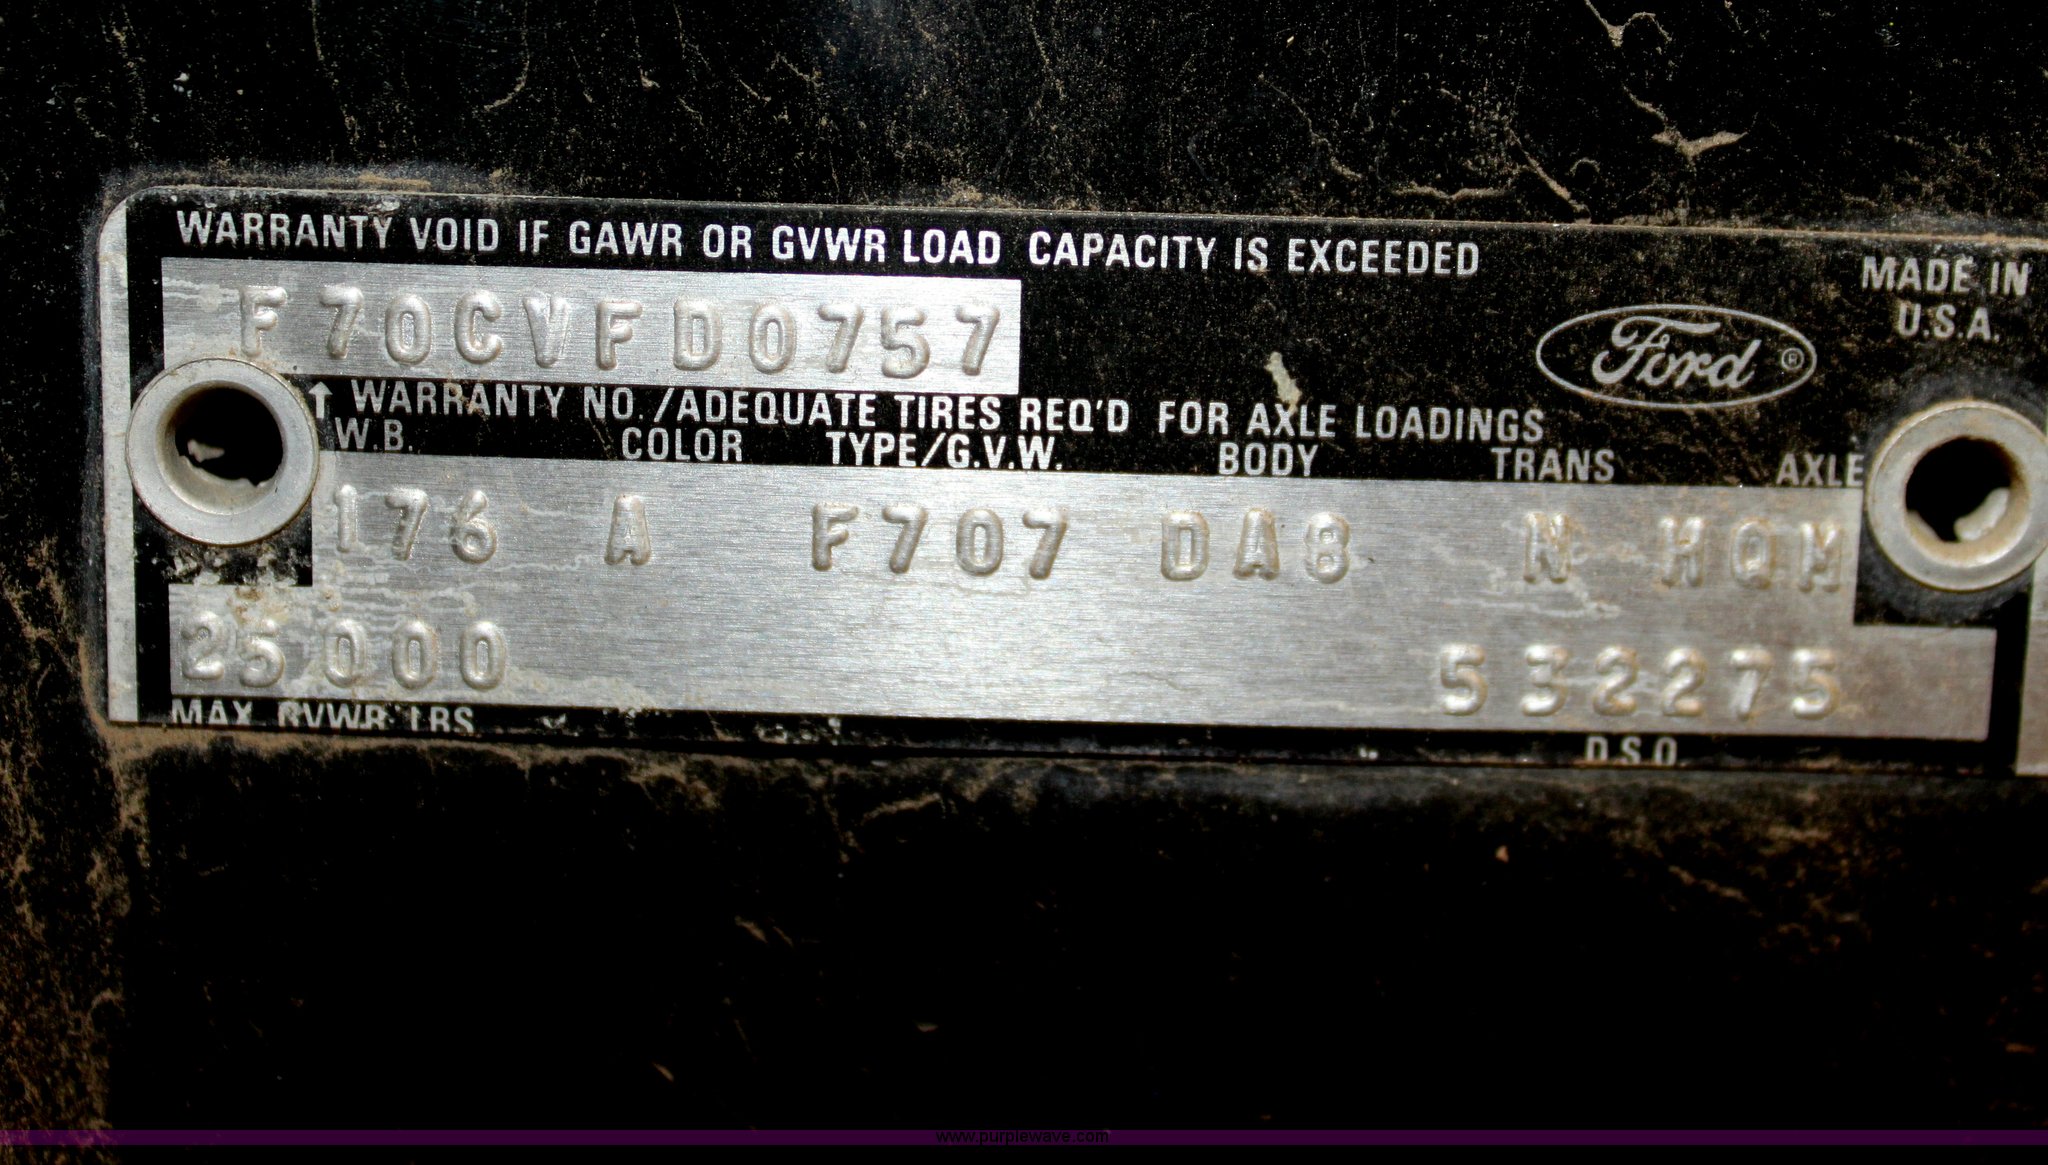 WARRANTY VOID IF GAWR OR GVWR LOAD CAPACITY IS EXCEEDED
MADE IN
U.S.A.
F70CVFD0757
Ford ®
↑ WARRANTY NO./ADEQUATE TIRES REQ'D FOR AXLE LOADINGS
W.B. COLOR TYPE/G.V.W. BODY TRANS AXLE
176 A F707 DA8 N HQM
25000 532275
MAX GVWR LBS D.S.O.
www.purplewave.com